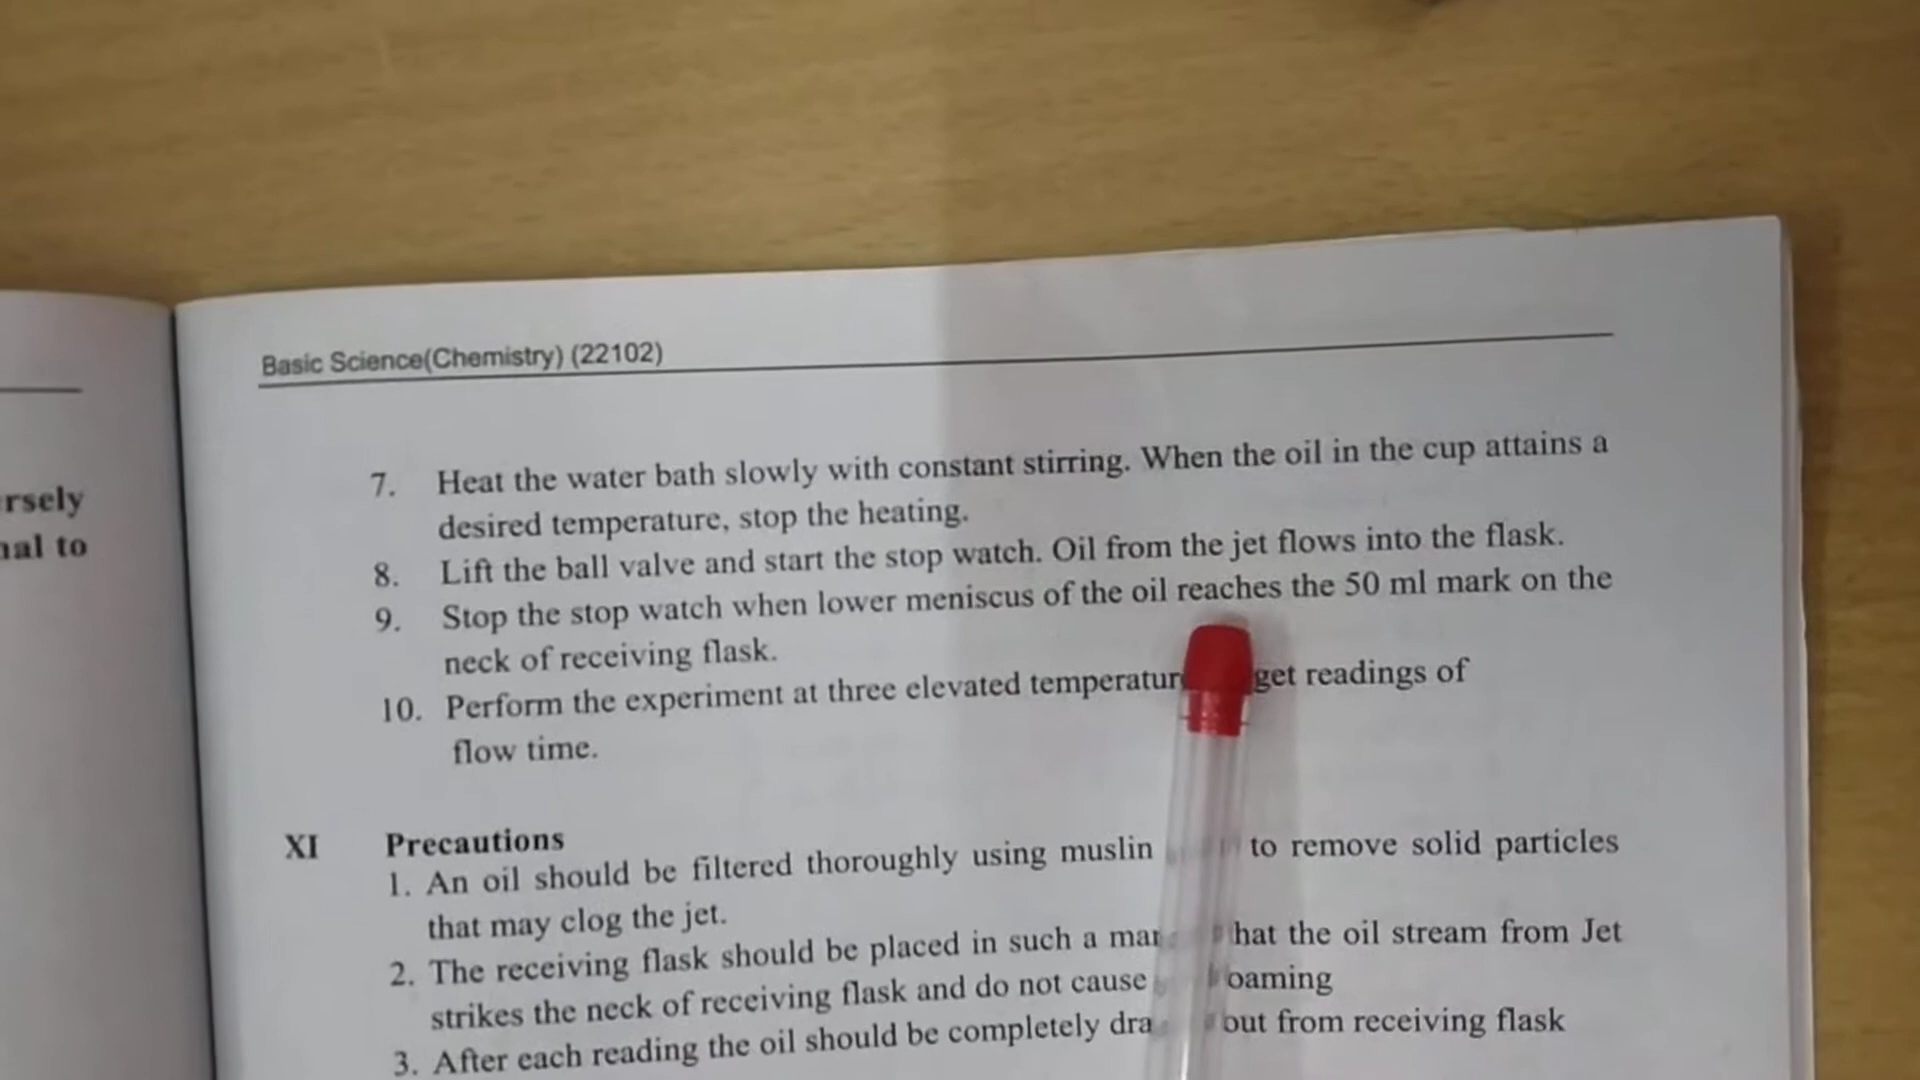 Basic Science(Chemistry) (22102)
rsely
nal to
7. Heat the water bath slowly with constant stirring. When the oil in the cup attains a
desired temperature, stop the heating.
8. Lift the ball valve and start the stop watch. Oil from the jet flows into the flask.
9. Stop the stop watch when lower meniscus of the oil reaches the 50 ml mark on the
neck of receiving flask.
10. Perform the experiment at three elevated temperatur get readings of
flow time.
XI Precautions
1. An oil should be filtered thoroughly using muslin to remove solid particles
that may clog the jet.
2. The receiving flask should be placed in such a man hat the oil stream from Jet
strikes the neck of receiving flask and do not cause oaming
3. After each reading the oil should be completely dra out from receiving flask